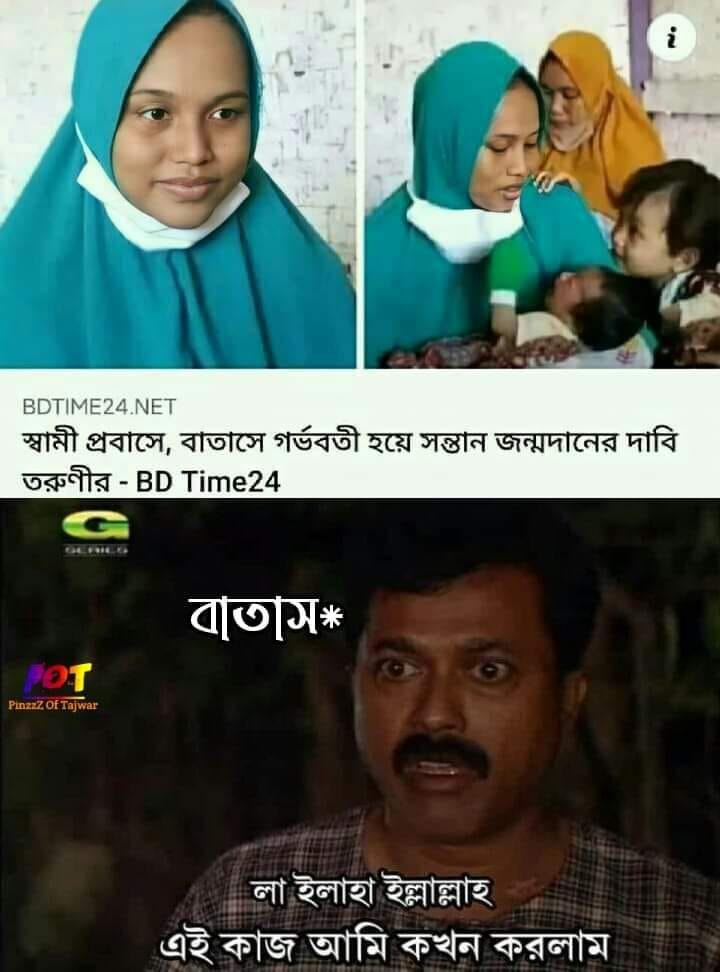 i
BDTIME24.NET
স্বামী প্রবাসে, বাতাসে গর্ভবতী হয়ে সন্তান জন্মদানের দাবি
তরুণীর - BD Time24
G
SERIES
বাতাস*
POT
PinzzZ Of Tajwar
লা ইলাহা ইল্লাল্লাহ
এই কাজ আমি কখন করলাম